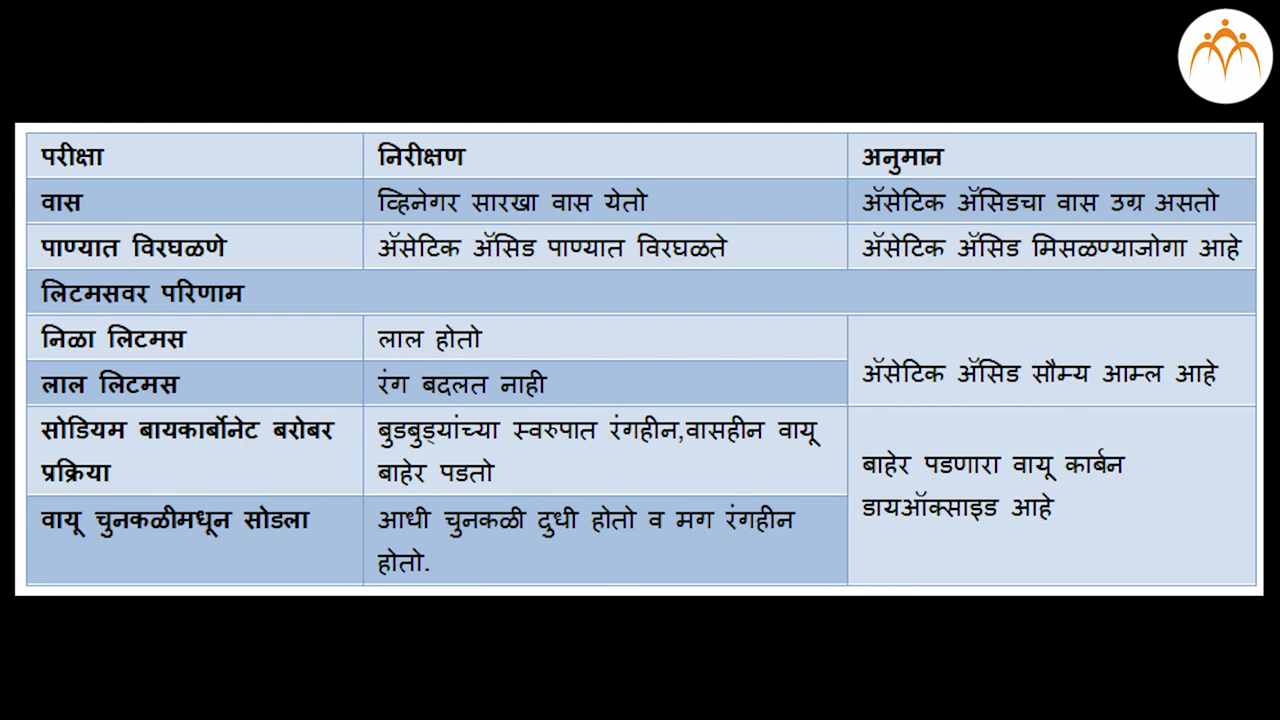 परीक्षा निरीक्षण अनुमान
वास व्हिनेगर सारखा वास येतो ॲसेटिक ॲसिडचा वास उग्र असतो
पाण्यात विरघळणे ॲसेटिक ॲसिड पाण्यात विरघळते ॲसेटिक ॲसिड मिसळण्याजोगा आहे
लिटमसवर परिणाम
निळा लिटमस लाल होतो
लाल लिटमस रंग बदलत नाही
ॲसेटिक ॲसिड सौम्य आम्ल आहे
सोडियम बायकार्बोनेट बरोबर
प्रक्रिया
बुडबुड्यांच्या स्वरुपात रंगहीन,वासहीन वायू
बाहेर पडतो
वायू चुनकळीमधून सोडला
आधी चुनकळी दुधी होतो व मग रंगहीन
होतो.
बाहेर पडणारा वायू कार्बन
डायऑक्साइड आहे